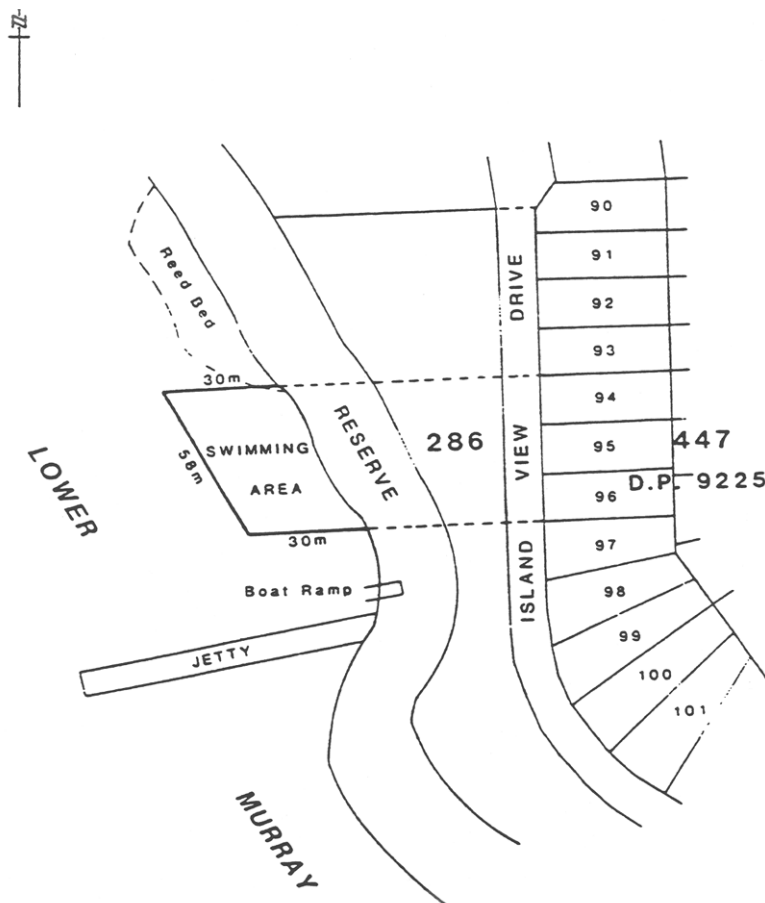 N
90
91
DRIVE
92
93
Reed Bed
30m
94
RESERVE
286
VIEW
95
447
SWIMMING
AREA
58m
LOWER
96
D.P. 9225
30m
97
ISLAND
Boat Ramp
98
99
JETTY
100
101
MURRAY